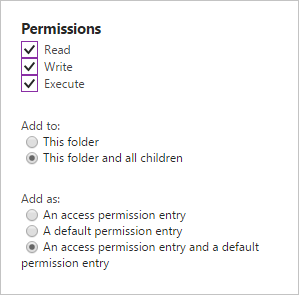 Permissions
Read
Write
Execute
Add to:
This folder
This folder and all children
Add as:
An access permission entry
A default permission entry
An access permission entry and a default
permission entry